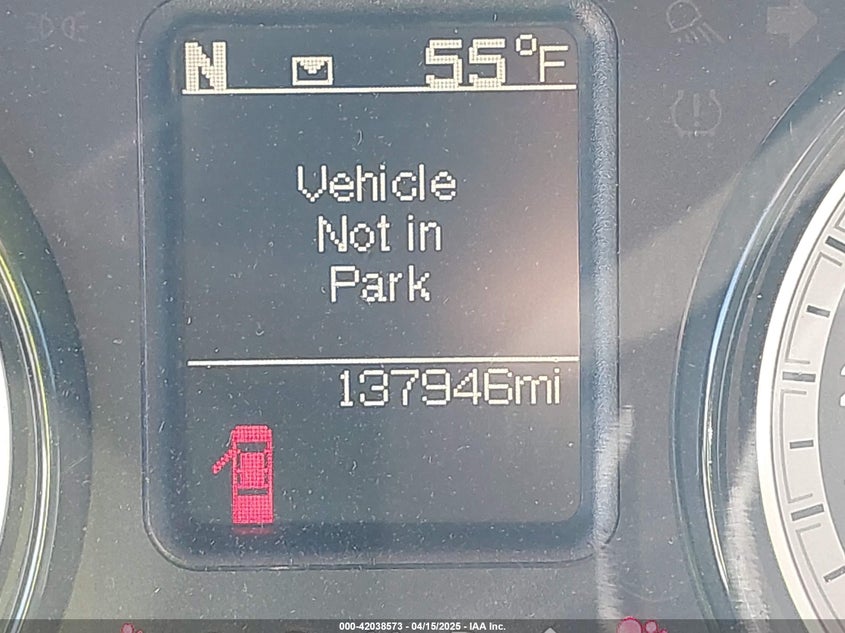 N 55°F
Vehicle
Not in
Park
137946mi
000-42038573 - 04/15/2025 - IAA Inc.